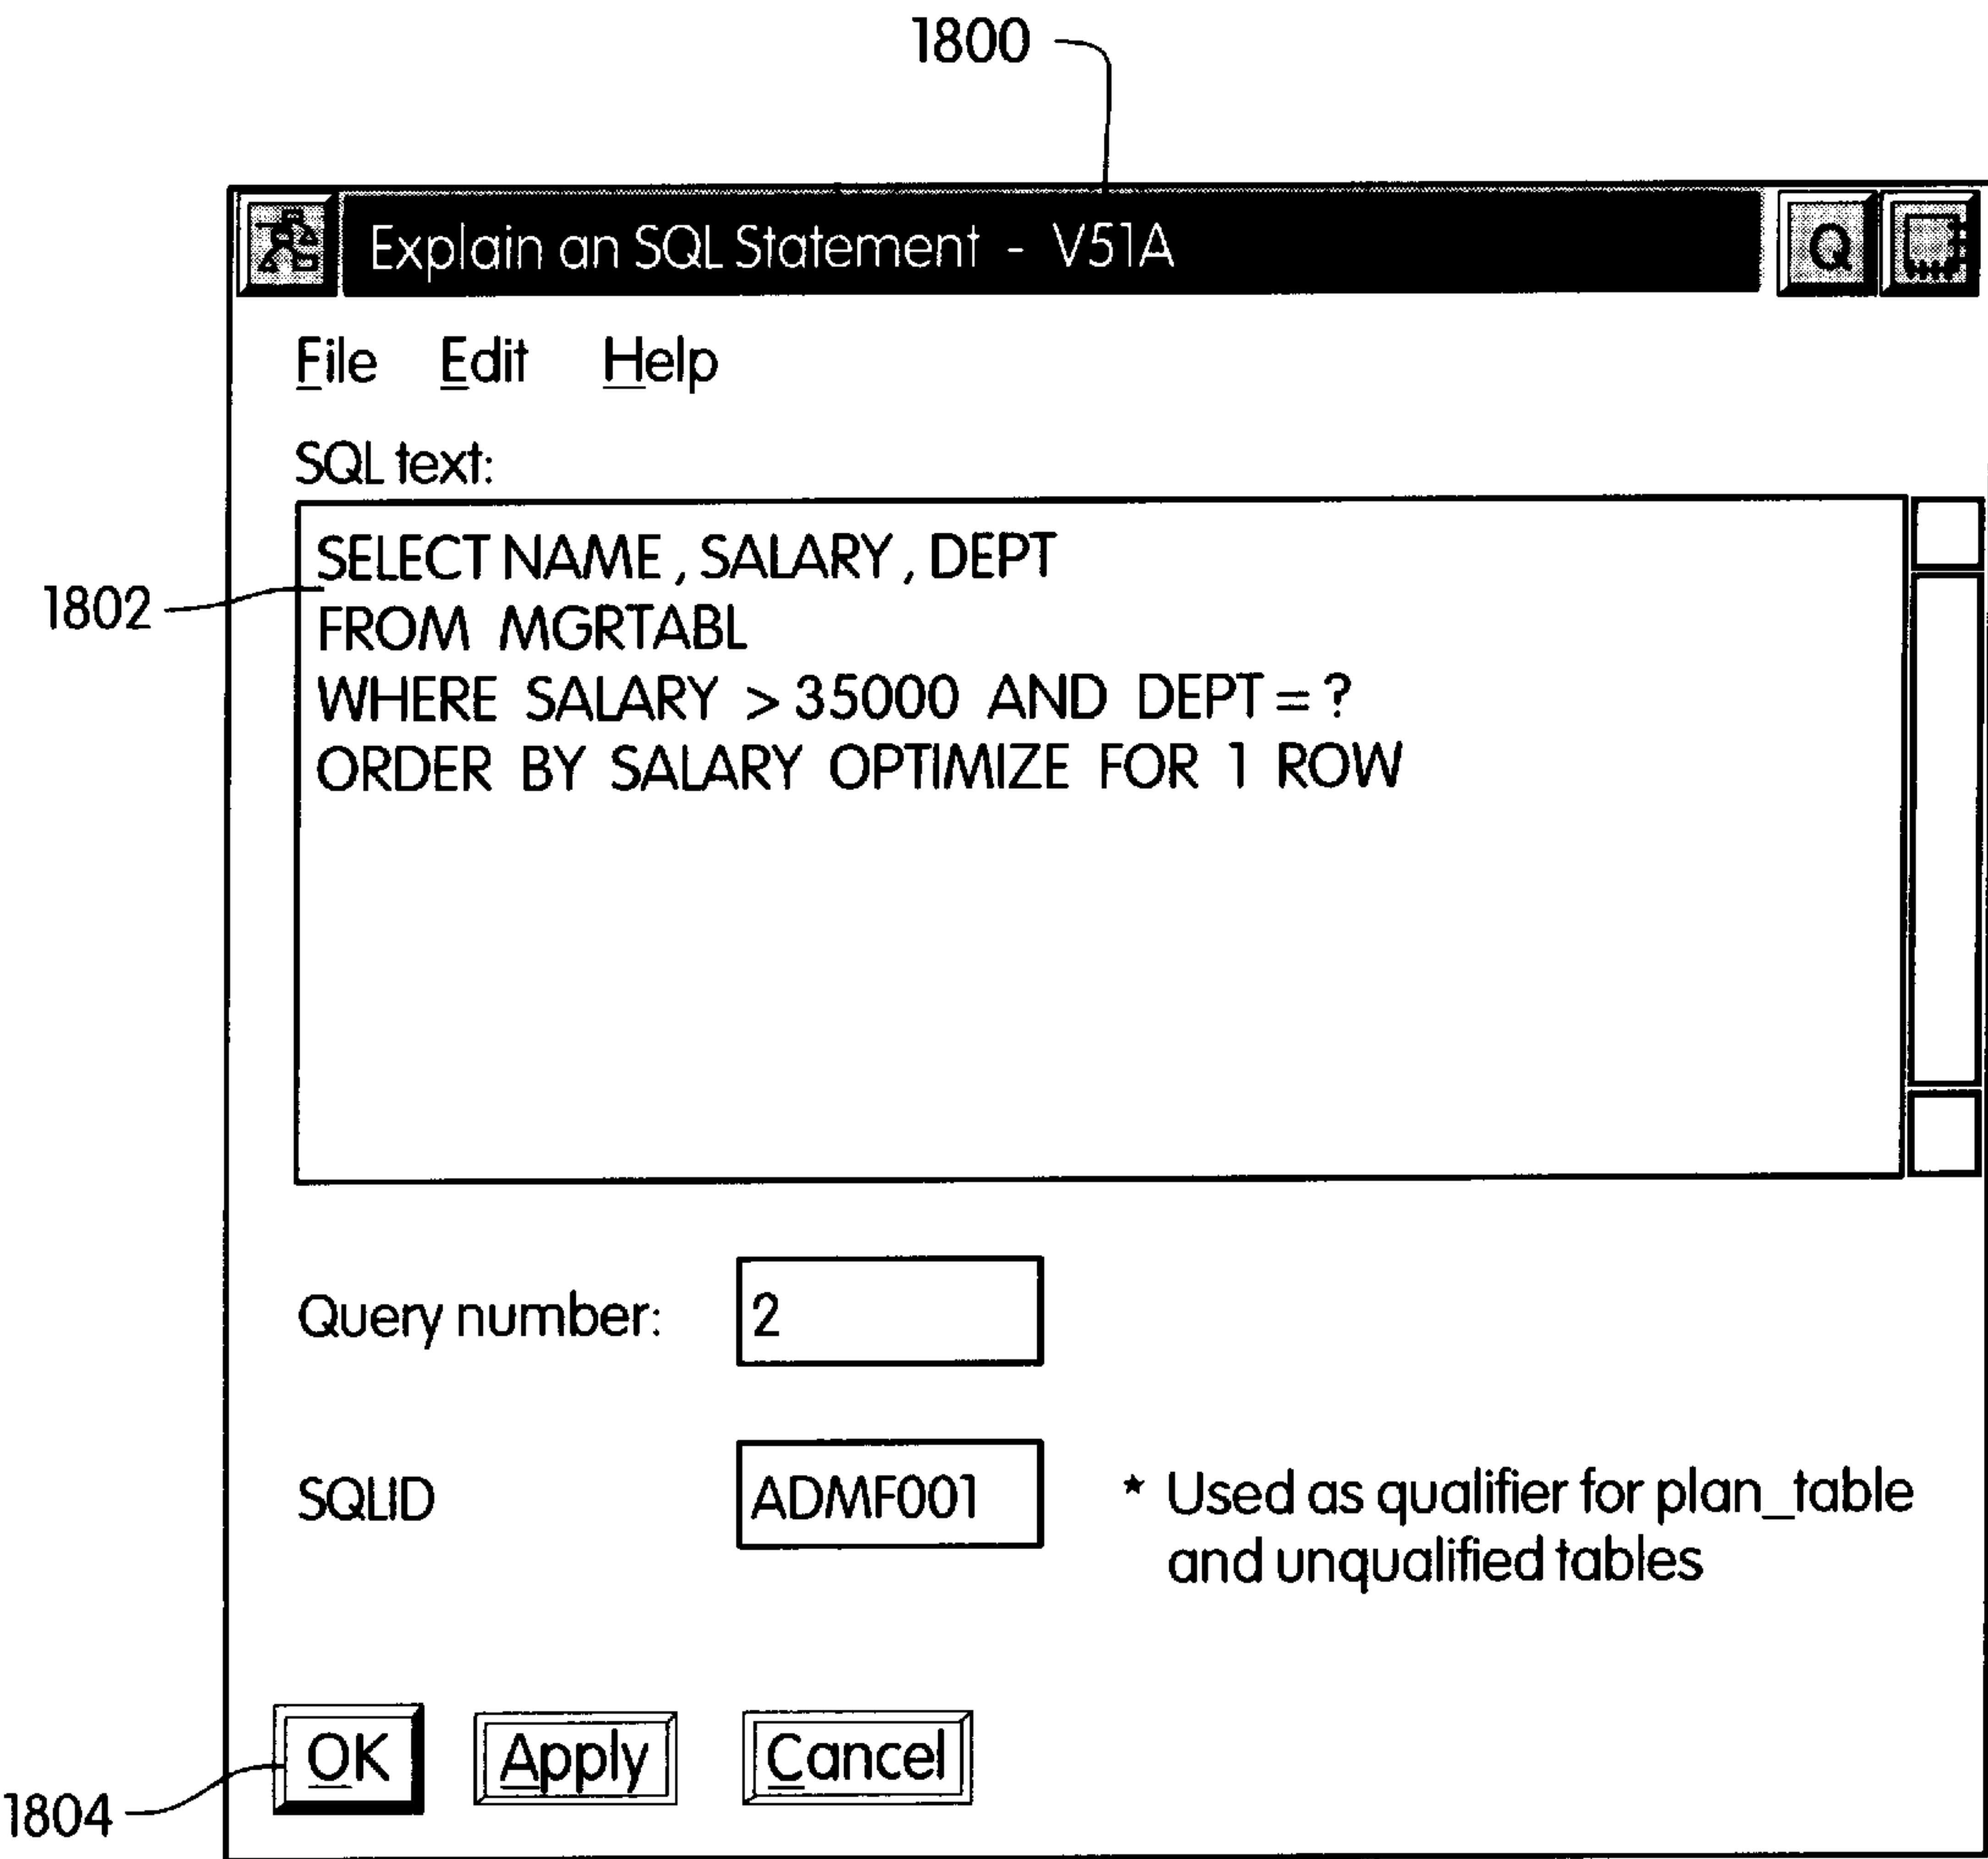 1800
Explain an SQL Statement - V51A
Q
File Edit Help
SQL text:
SELECT NAME , SALARY , DEPT
1802
FROM MGRTABL
WHERE SALARY > 35000 AND DEPT = ?
ORDER BY SALARY OPTIMIZE FOR 1 ROW
Query number: 2
SQLID ADMF001 * Used as qualifier for plan_table
and unqualified tables
OK Apply Cancel
1804